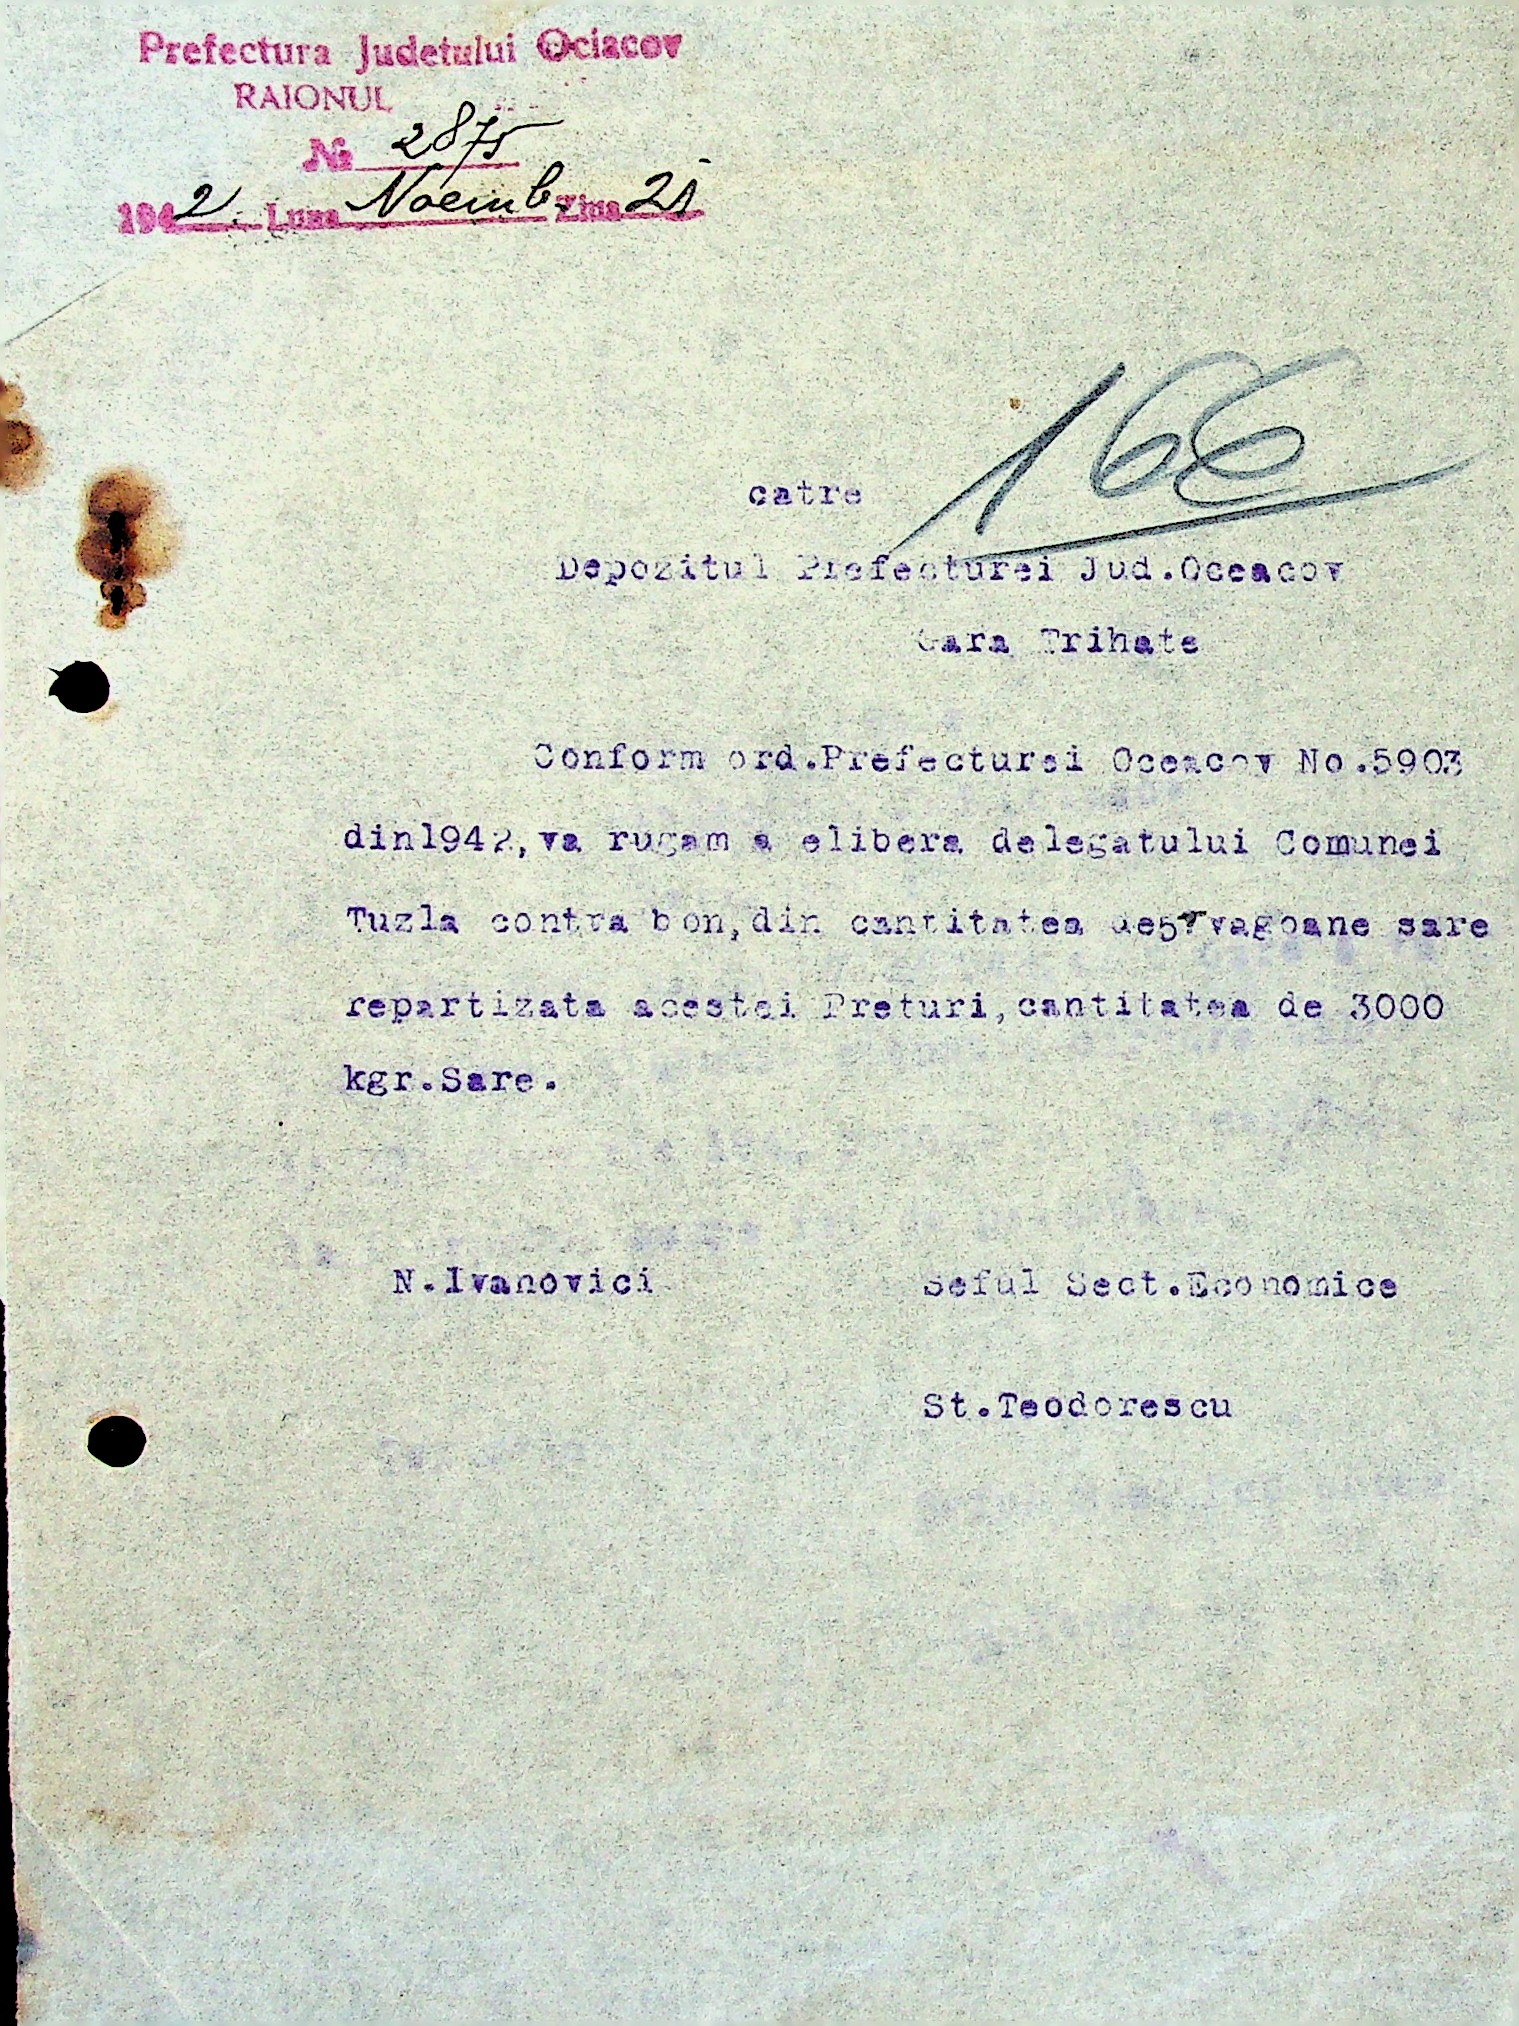 Prefectura Judetului Ociacov
RAIONUL
№ 2875
1942. Luna Noemb. Ziua 21
166
catre
Depozitul Prefecturei Jud.Oceacov
Gara Trihate
Conform ord.Prefecturei Oceacov No.5903
din1942,va rugam a elibera delegatului Comunei
Tuzla contra bon,din cantitatea de5 vagoane sare
repartizata acestei Preturi,cantitatea de 3000
kgr.Sare.
N.Ivanovici
Seful Sect.Economice
St.Teodorescu